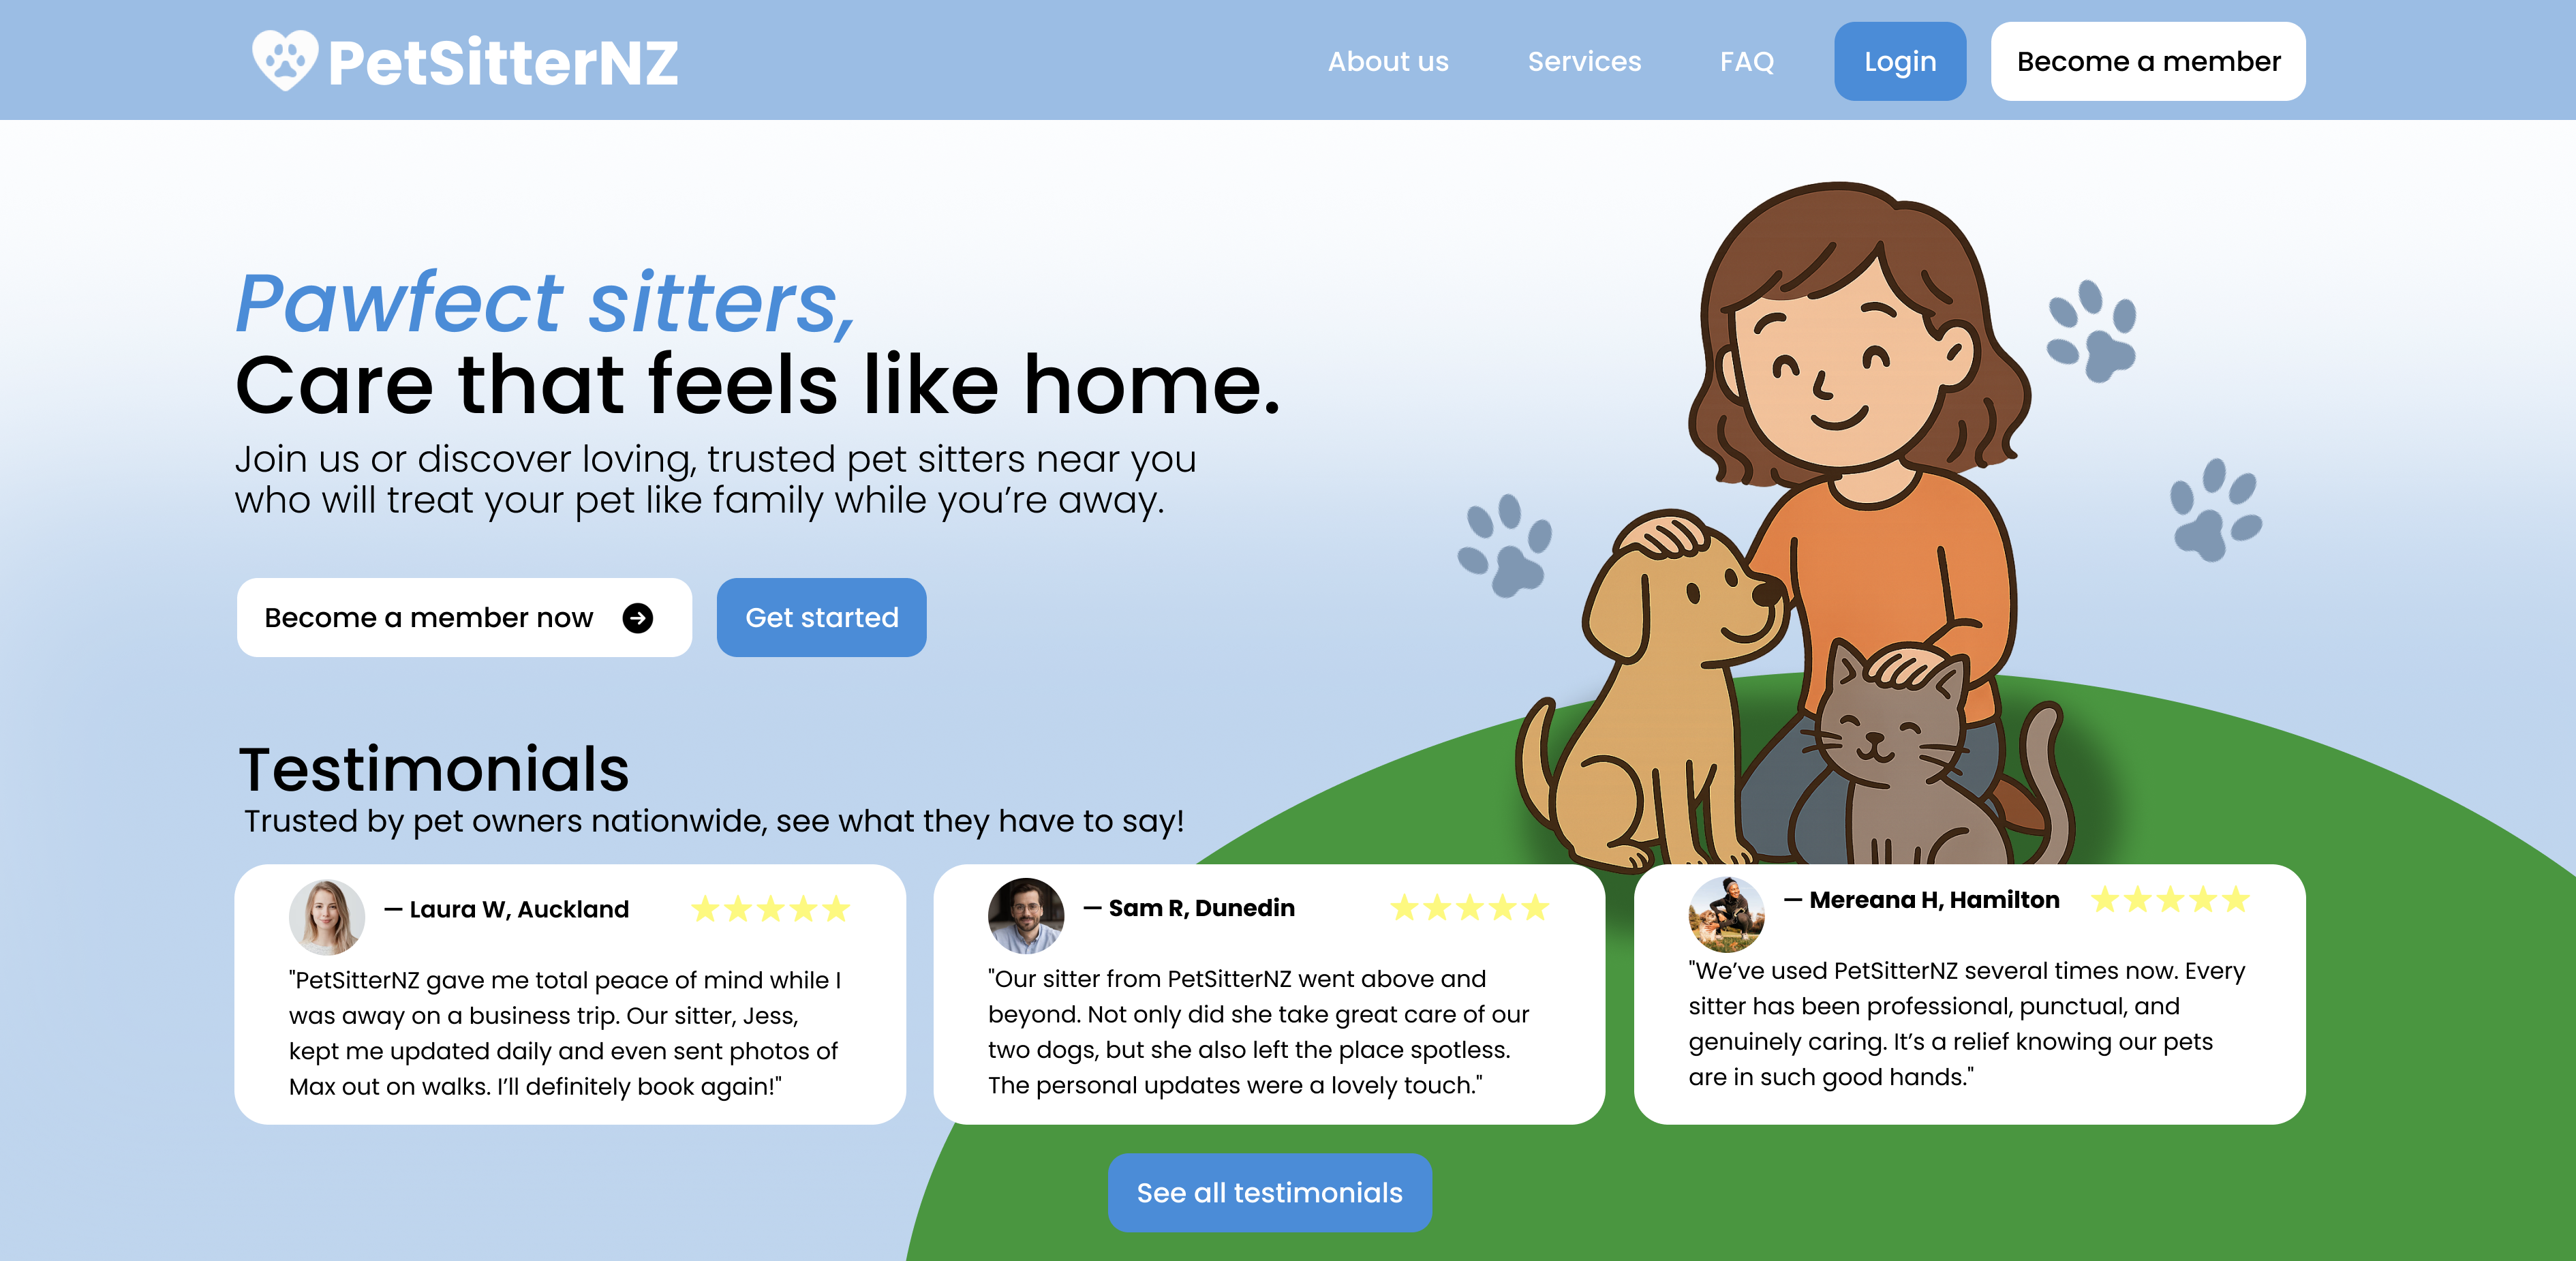 PetSitterNZ
About us
Services
FAQ
Login
Become a member
Pawfect sitters,
Care that feels like home.
Join us or discover loving, trusted pet sitters near you
who will treat your pet like family while you’re away.
Become a member now
Get started
Testimonials
Trusted by pet owners nationwide, see what they have to say!
— Laura W, Auckland
"PetSitterNZ gave me total peace of mind while I
was away on a business trip. Our sitter, Jess,
kept me updated daily and even sent photos of
Max out on walks. I’ll definitely book again!"
— Sam R, Dunedin
"Our sitter from PetSitterNZ went above and
beyond. Not only did she take great care of our
two dogs, but she also left the place spotless.
The personal updates were a lovely touch."
— Mereana H, Hamilton
"We’ve used PetSitterNZ several times now. Every
sitter has been professional, punctual, and
genuinely caring. It’s a relief knowing our pets
are in such good hands."
See all testimonials